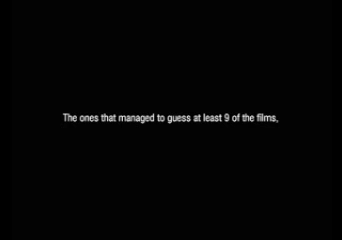 The ones that managed to guess at least 9 of the films,